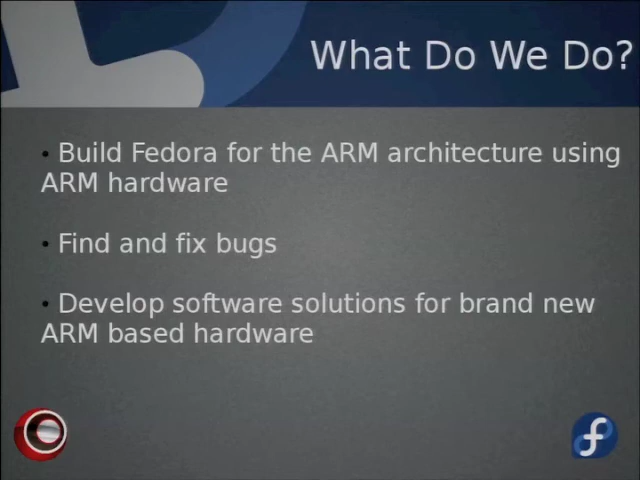 What Do We Do?
• Build Fedora for the ARM architecture using
ARM hardware
• Find and fix bugs
• Develop software solutions for brand new
ARM based hardware